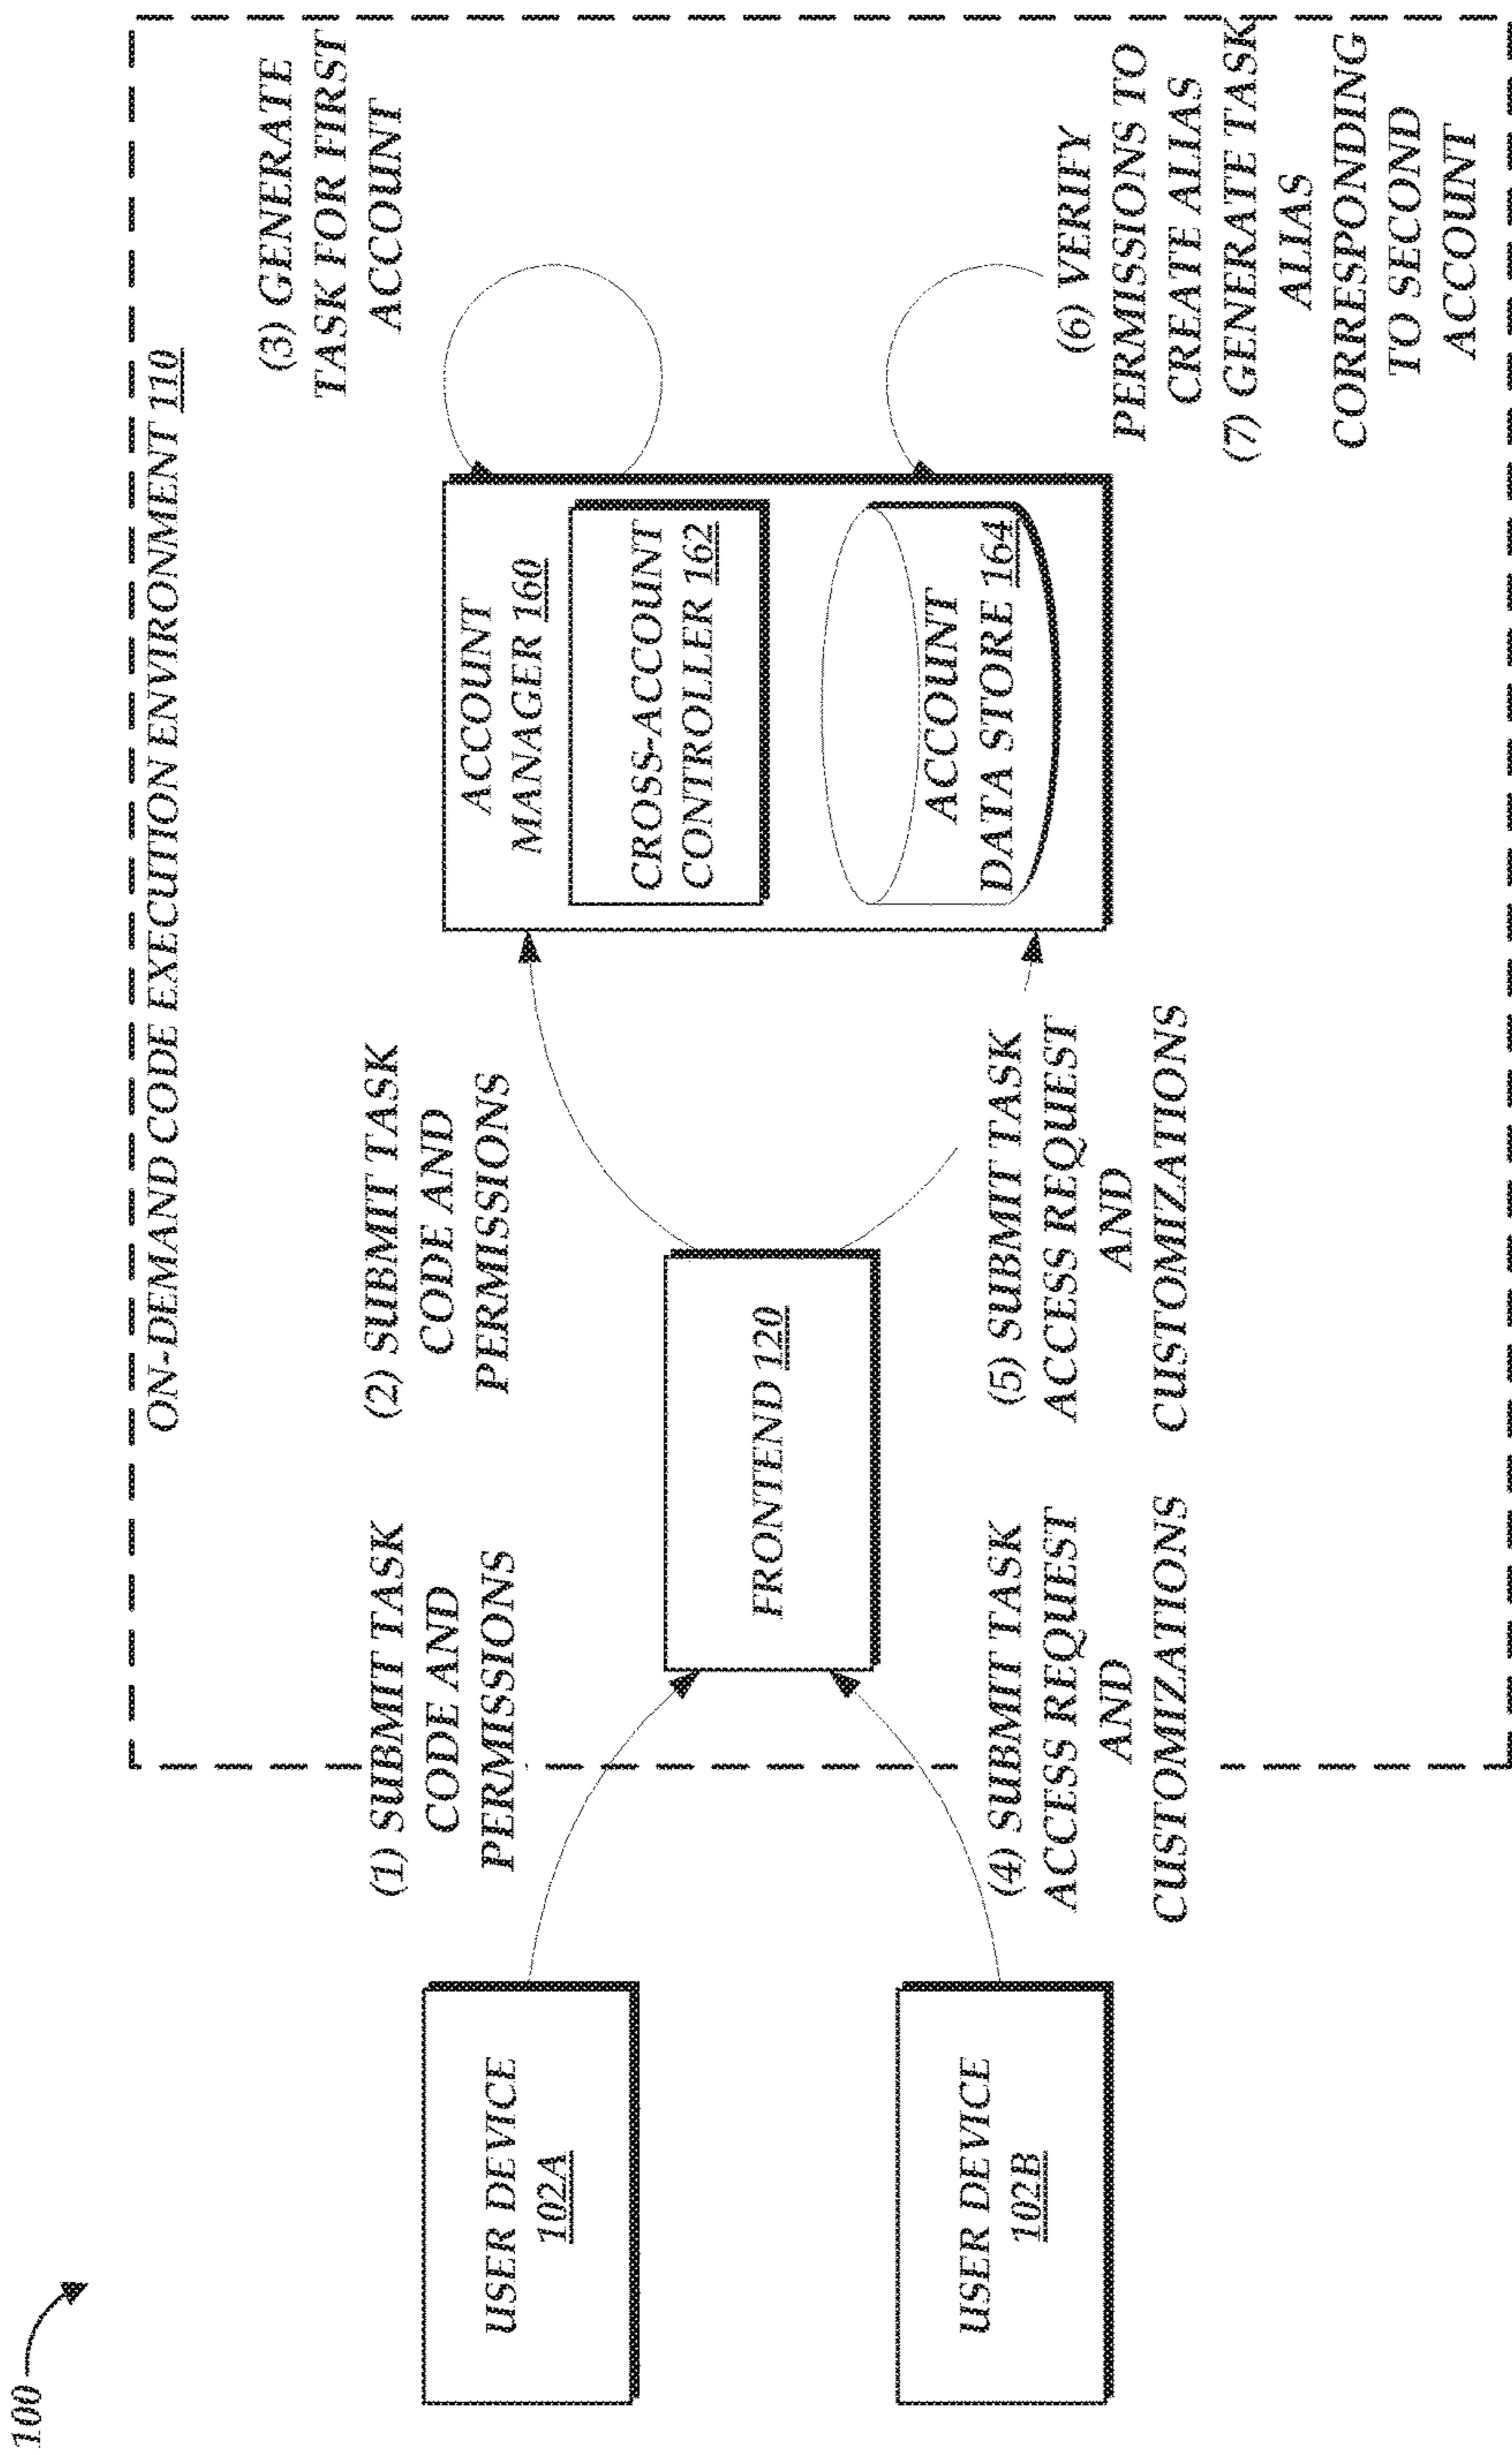 100
ON-DEMAND CODE EXECUTION ENVIRONMENT 110
USER DEVICE
102A
(1) SUBMIT TASK
CODE AND
PERMISSIONS
(2) SUBMIT TASK
CODE AND
PERMISSIONS
(3) GENERATE
TASK FOR FIRST
ACCOUNT
FRONTEND 120
ACCOUNT
MANAGER 160
CROSS-ACCOUNT
CONTROLLER 162
ACCOUNT
DATA STORE 164
USER DEVICE
102B
(4) SUBMIT TASK
ACCESS REQUEST
AND
CUSTOMIZATIONS
(5) SUBMIT TASK
ACCESS REQUEST
AND
CUSTOMIZATIONS
(6) VERIFY
PERMISSIONS TO
CREATE ALIAS
(7) GENERATE TASK
ALIAS
CORRESPONDING
TO SECOND
ACCOUNT